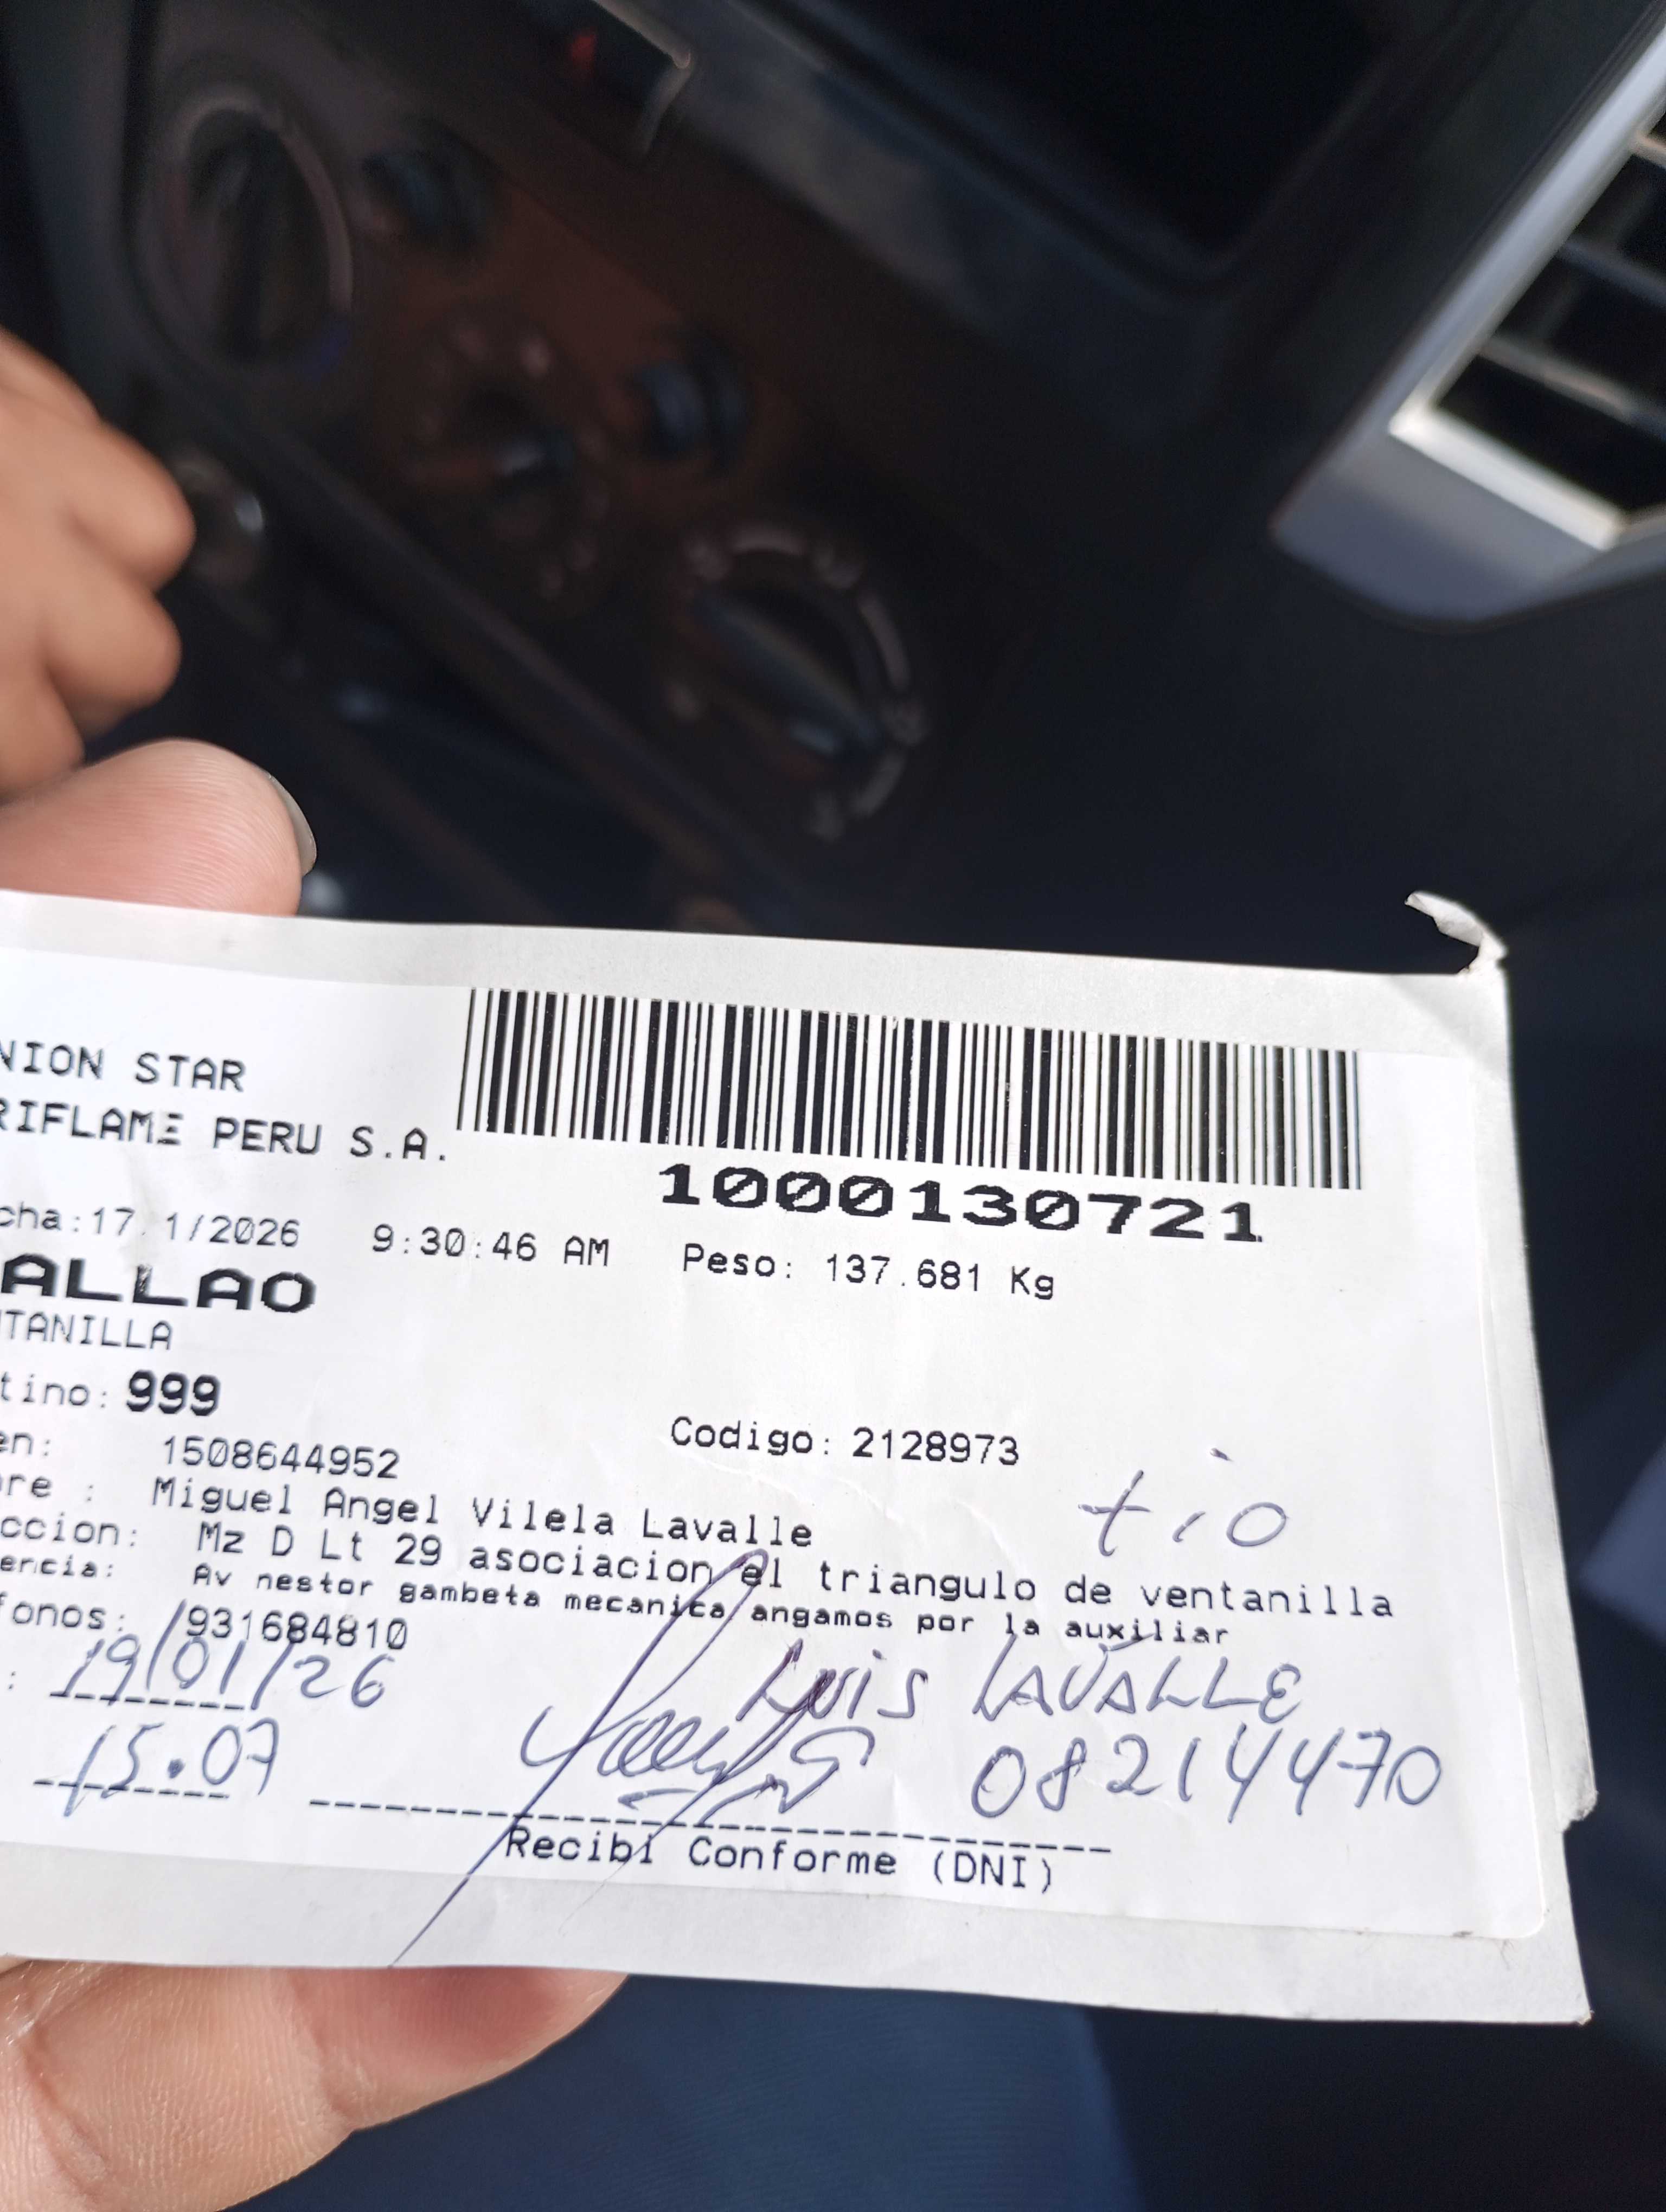 NION STAR
RIFLAME PERU S.A.
1000130721
cha:17.1/2026 9:30:46 AM Peso: 137.681 Kg
ALLAO
TANILLA
tino: 999
Codigo: 2128973
en: 1508644952
re : Miguel Angel Vilela Lavalle
tio
ccion: Mz D Lt 29 asociacion el triangulo de ventanilla
encia: Av nestor gambeta mecanica angamos por la auxiliar
fonos: /931684810
: 19/01/26
Luis LAVALLE
15.07
08214470
Recibi Conforme (DNI)